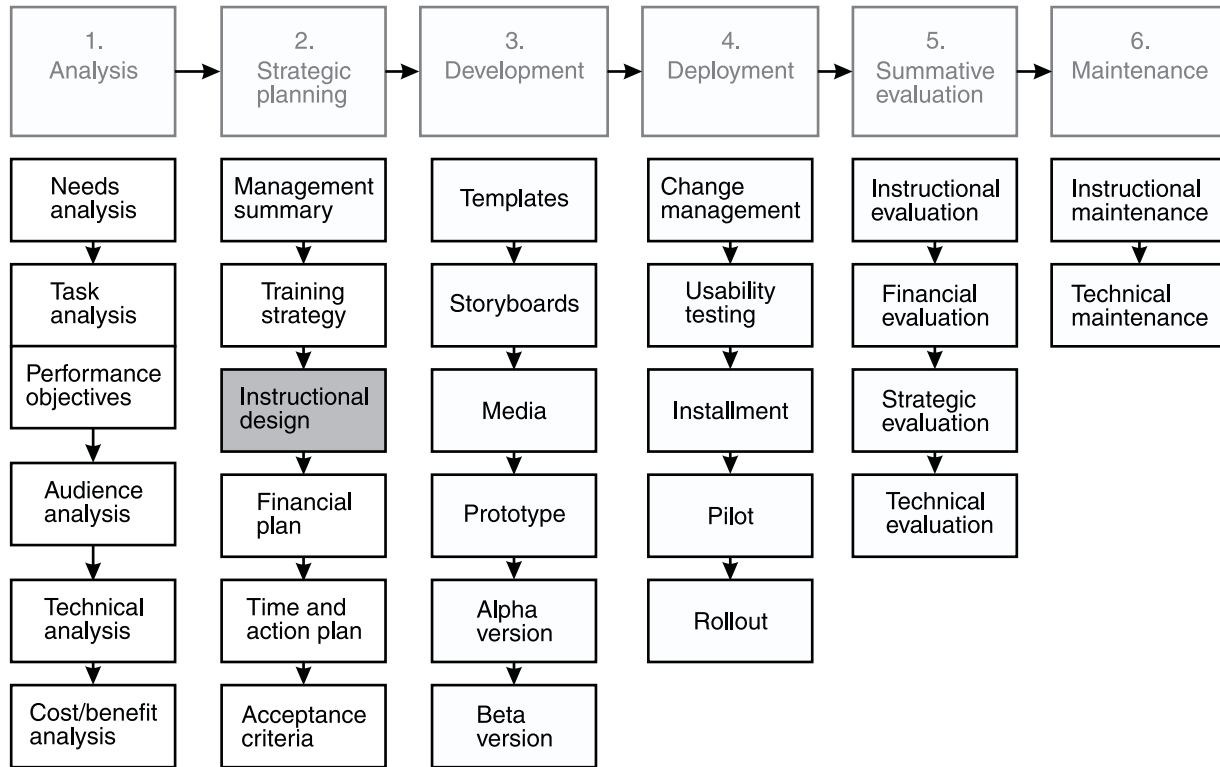 1.
Analysis
2.
Strategic
planning
3.
Development
4.
Deployment
5.
Summative
evaluation
6.
Maintenance
Needs
analysis
Task
analysis
Performance
objectives
Audience
analysis
Technical
analysis
Cost/benefit
analysis
Management
summary
Training
strategy
Instructional
design
Financial
plan
Time and
action plan
Acceptance
criteria
Templates
Storyboards
Media
Prototype
Alpha
version
Beta
version
Change
management
Usability
testing
Installment
Pilot
Rollout
Instructional
evaluation
Financial
evaluation
Strategic
evaluation
Technical
evaluation
Instructional
maintenance
Technical
maintenance